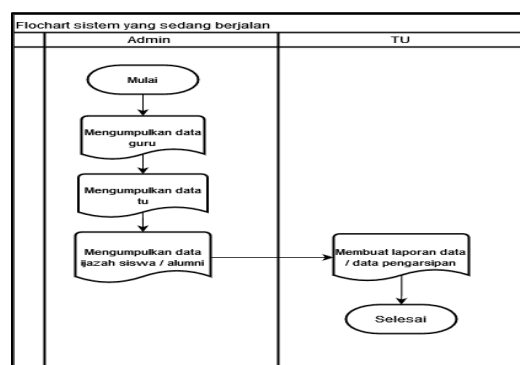 Flochart sistem yang sedang berjalan
Admin
TU
Mulai
Mengumpulkan data
guru
Mengumpulkan data
tu
Mengumpulkan data
ijazah siswa / alumni
Membuat laporan data
/ data pengarsipan
Selesai